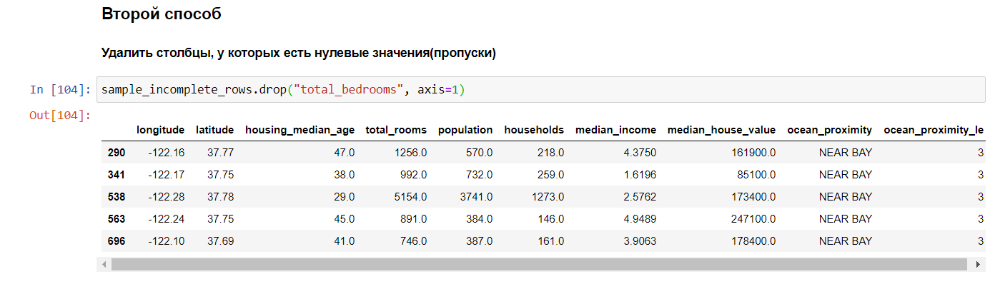 Второй способ
Удалить столбцы, у которых есть нулевые значения(пропуски)
In [104]: sample_incomplete_rows.drop("total_bedrooms", axis=1)
Out[104]:
longitude latitude housing_median_age total_rooms population households median_income median_house_value ocean_proximity ocean_proximity_le
290 -122.16 37.77 47.0 1256.0 570.0 218.0 4.3750 161900.0 NEAR BAY 3
341 -122.17 37.75 38.0 992.0 732.0 259.0 1.6196 85100.0 NEAR BAY 3
538 -122.28 37.78 29.0 5154.0 3741.0 1273.0 2.5762 173400.0 NEAR BAY 3
563 -122.24 37.75 45.0 891.0 384.0 146.0 4.9489 247100.0 NEAR BAY 3
696 -122.10 37.69 41.0 746.0 387.0 161.0 3.9063 178400.0 NEAR BAY 3